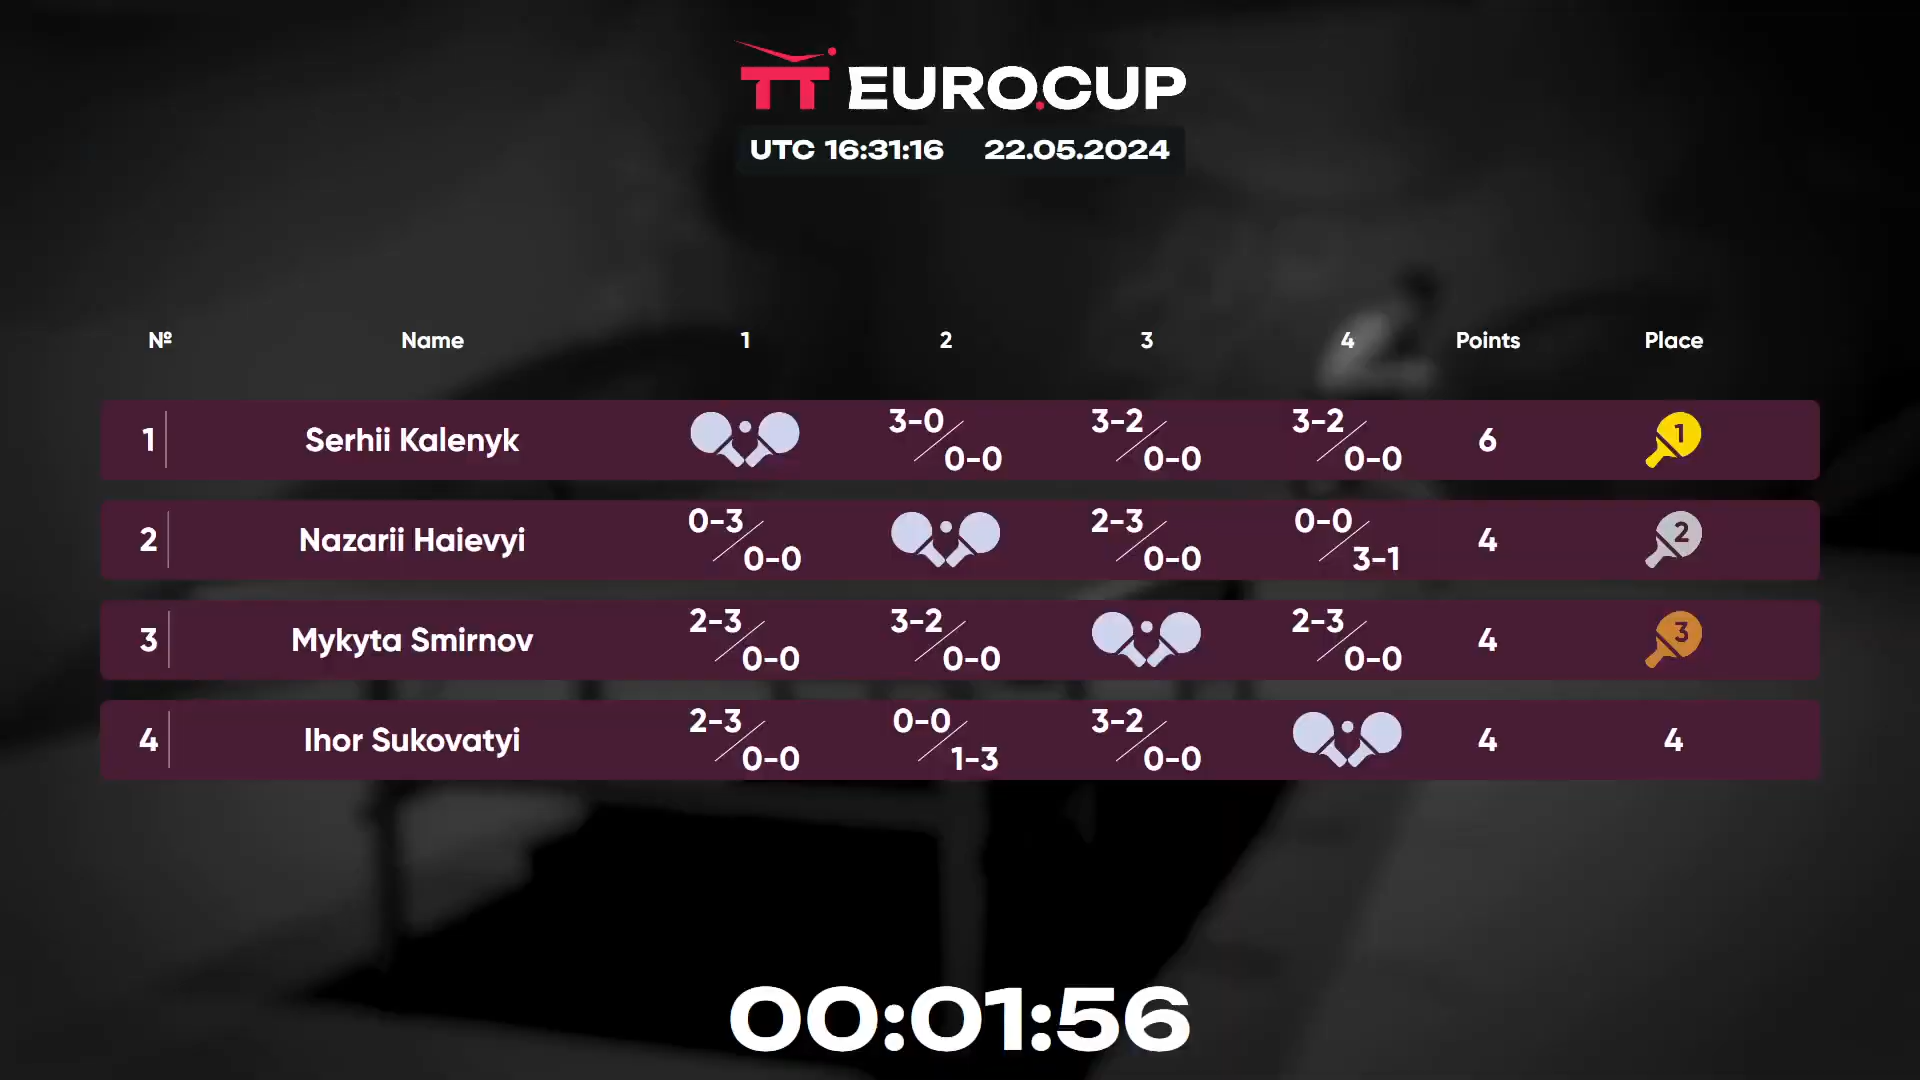 TT EURO.CUP
UTC 16:31:16 22.05.2024
№ Name 1 2 3 4 Points Place
1 Serhii Kalenyk 3-0 / 0-0 3-2 / 0-0 3-2 / 0-0 6 1
2 Nazarii Haievyi 0-3 / 0-0 2-3 / 0-0 0-0 / 3-1 4 2
3 Mykyta Smirnov 2-3 / 0-0 3-2 / 0-0 2-3 / 0-0 4 3
4 Ihor Sukovatyi 2-3 / 0-0 0-0 / 1-3 3-2 / 0-0 4 4
00:01:56